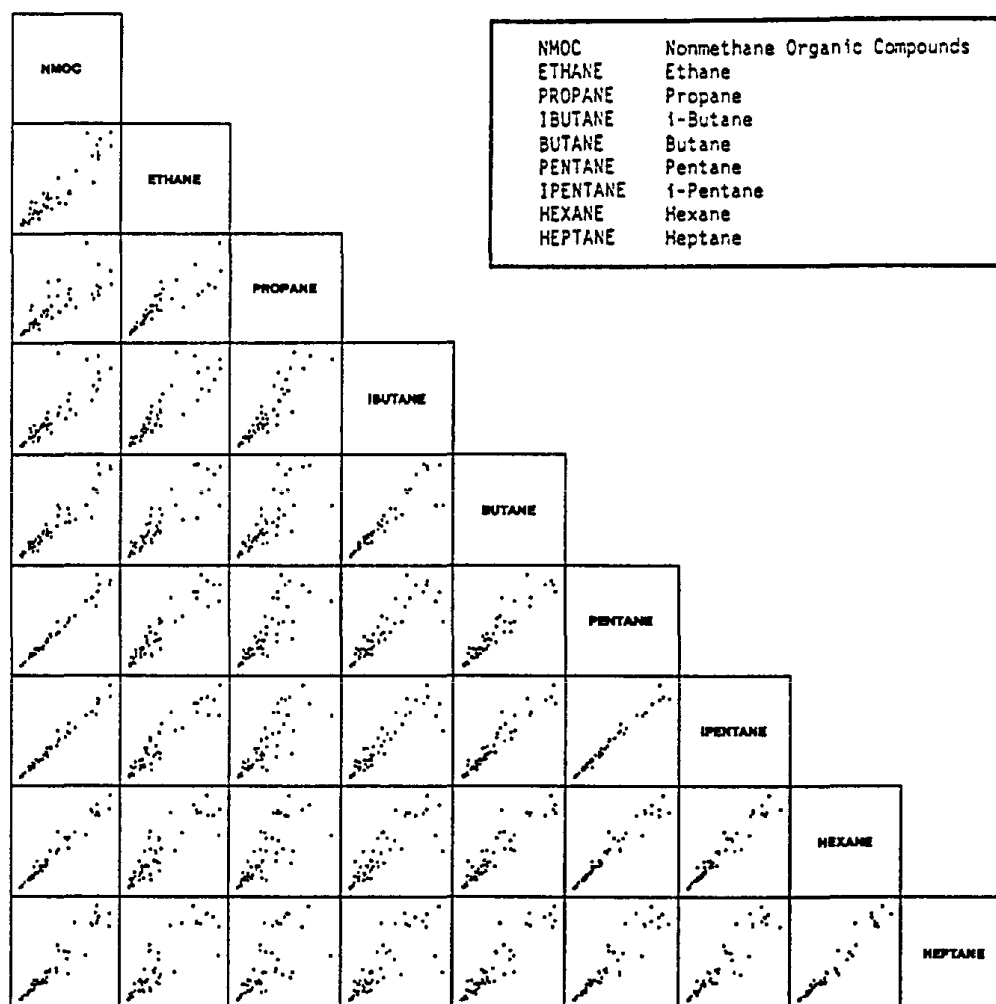 NMOC
NMOC Nonmethane Organic Compounds
ETHANE Ethane
PROPANE Propane
IBUTANE i-Butane
BUTANE Butane
PENTANE Pentane
IPENTANE i-Pentane
HEXANE Hexane
HEPTANE Heptane
ETHANE
PROPANE
IBUTANE
BUTANE
PENTANE
IPENTANE
HEXANE
HEPTANE